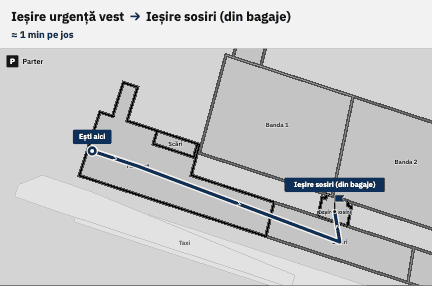 Ieșire urgență vest → Ieșire sosiri (din bagaje)
≈ 1 min pe jos
P Parter
Banda 1
Scări
Ești aici
Banda 2
Ieșire sosiri (din bagaje)
Taxi